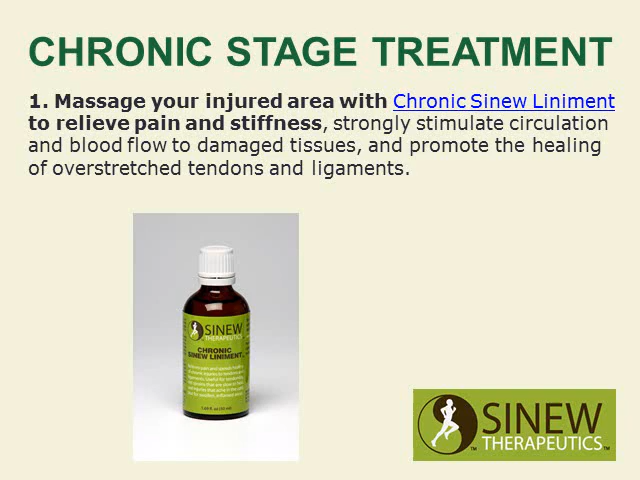 CHRONIC STAGE TREATMENT
1. Massage your injured area with Chronic Sinew Liniment
to relieve pain and stiffness, strongly stimulate circulation
and blood flow to damaged tissues, and promote the healing
of overstretched tendons and ligaments.
SINEW
THERAPEUTICS
CHRONIC
SINEW LINIMENT
SINEW
THERAPEUTICS™